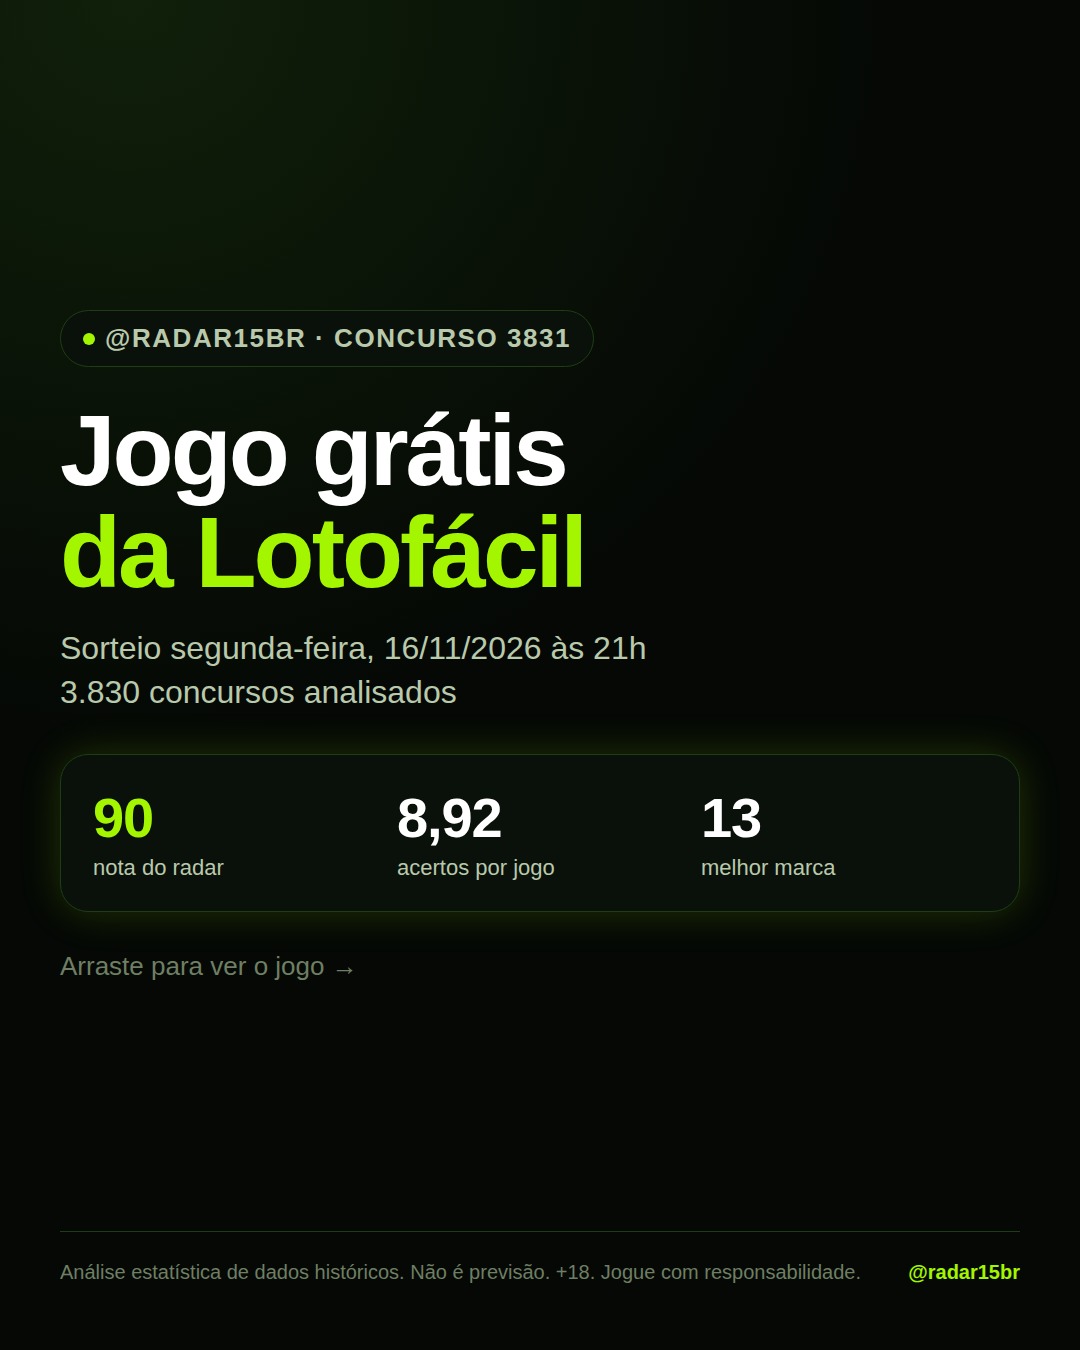 @RADAR15BR · CONCURSO 3831
Jogo grátis
da Lotofácil
Sorteio segunda-feira, 16/11/2026 às 21h
3.830 concursos analisados
90
nota do radar
8,92
acertos por jogo
13
melhor marca
Arraste para ver o jogo →
Análise estatística de dados históricos. Não é previsão. +18. Jogue com responsabilidade.
@radar15br